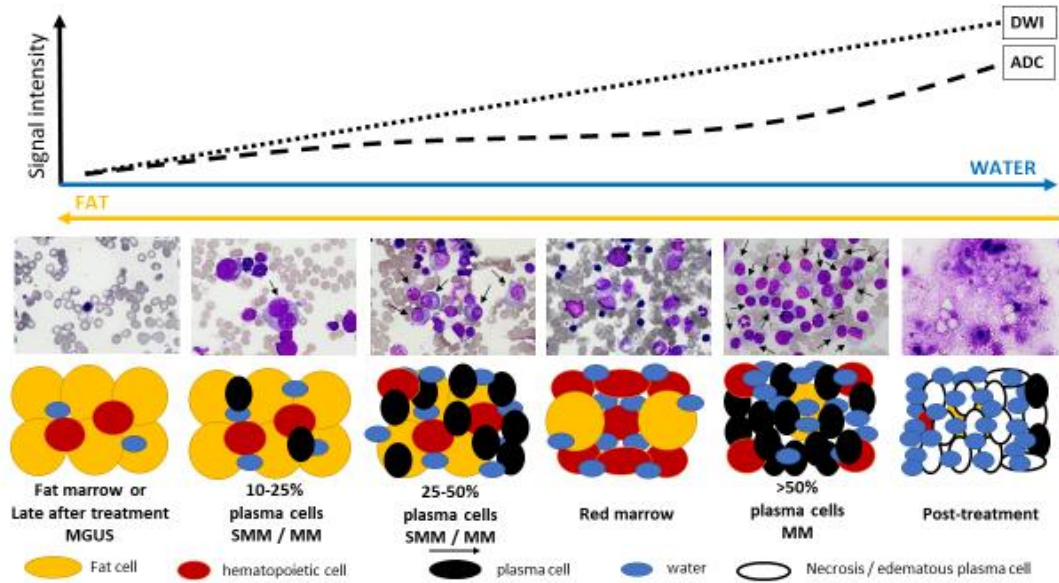 Signal intensity
DWI
ADC
WATER
FAT
Fat marrow or
Late after treatment
MGUS
10-25%
plasma cells
SMM / MM
25-50%
plasma cells
SMM / MM
Red marrow
>50%
plasma cells
MM
Post-treatment
Fat cell
hematopoietic cell
plasma cell
water
Necrosis / edematous plasma cell